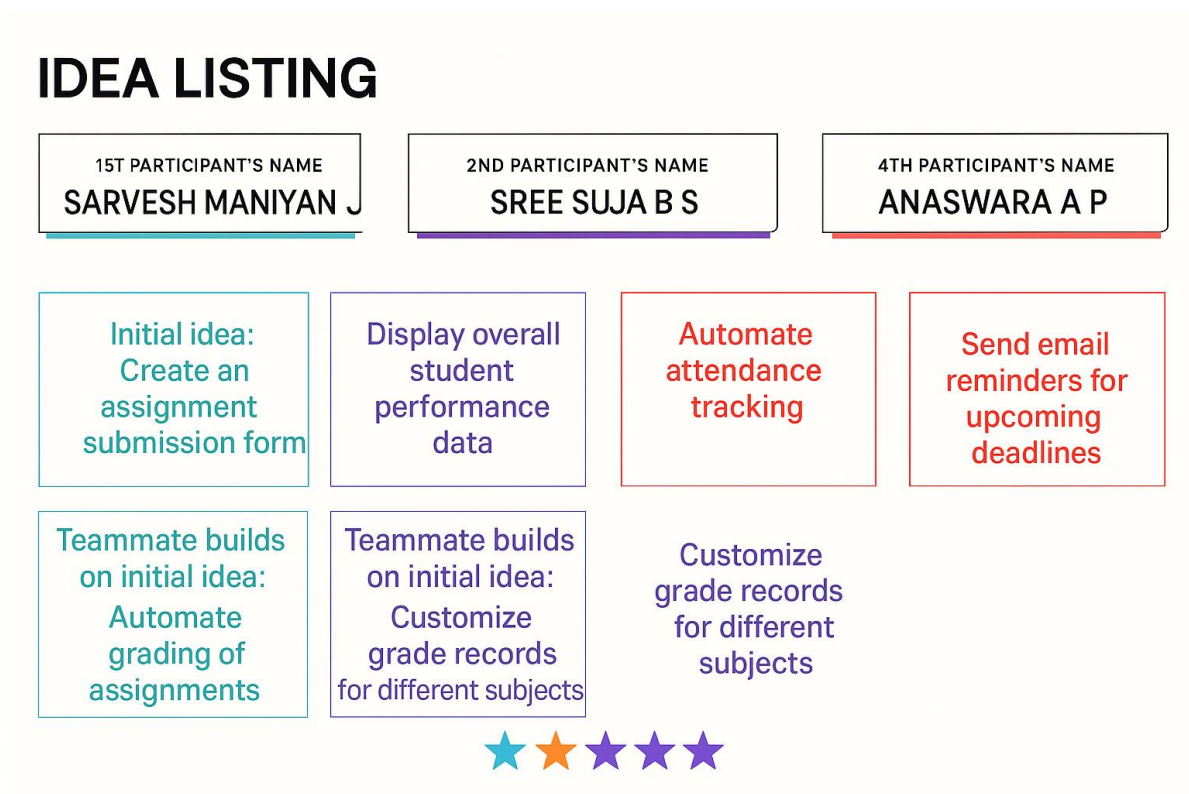 IDEA LISTING
15T PARTICIPANT'S NAME
SARVESH MANIYAN J
2ND PARTICIPANT'S NAME
SREE SUJA B S
4TH PARTICIPANT'S NAME
ANASWARA A P
Initial idea:
Create an
assignment
submission form
Display overall
student
performance
data
Automate
attendance
tracking
Send email
reminders for
upcoming
deadlines
Teammate builds
on initial idea:
Automate
grading of
assignments
Teammate builds
on initial idea:
Customize
grade records
for different subjects
Customize
grade records
for different
subjects